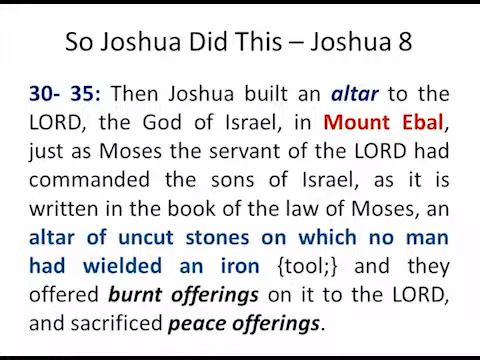 So Joshua Did This – Joshua 8
30- 35: Then Joshua built an altar to the
LORD, the God of Israel, in Mount Ebal,
just as Moses the servant of the LORD had
commanded the sons of Israel, as it is
written in the book of the law of Moses, an
altar of uncut stones on which no man
had wielded an iron {tool;} and they
offered burnt offerings on it to the LORD,
and sacrificed peace offerings.